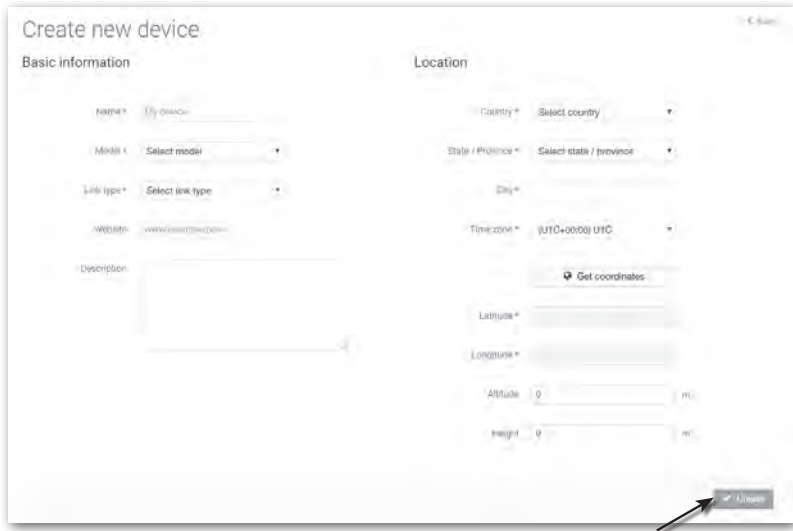 Create new device
Basic information
Name *
My device
Model *
Select model
Link type *
Select link type
Website
Description
Back
Location
Country *
Select country
State / Province *
Select state / province
City *
Time zone *
(UTC+00:00) UTC
Get coordinates
Latitude *
Longitude *
Altitude
0
m
Height
0
m
Create